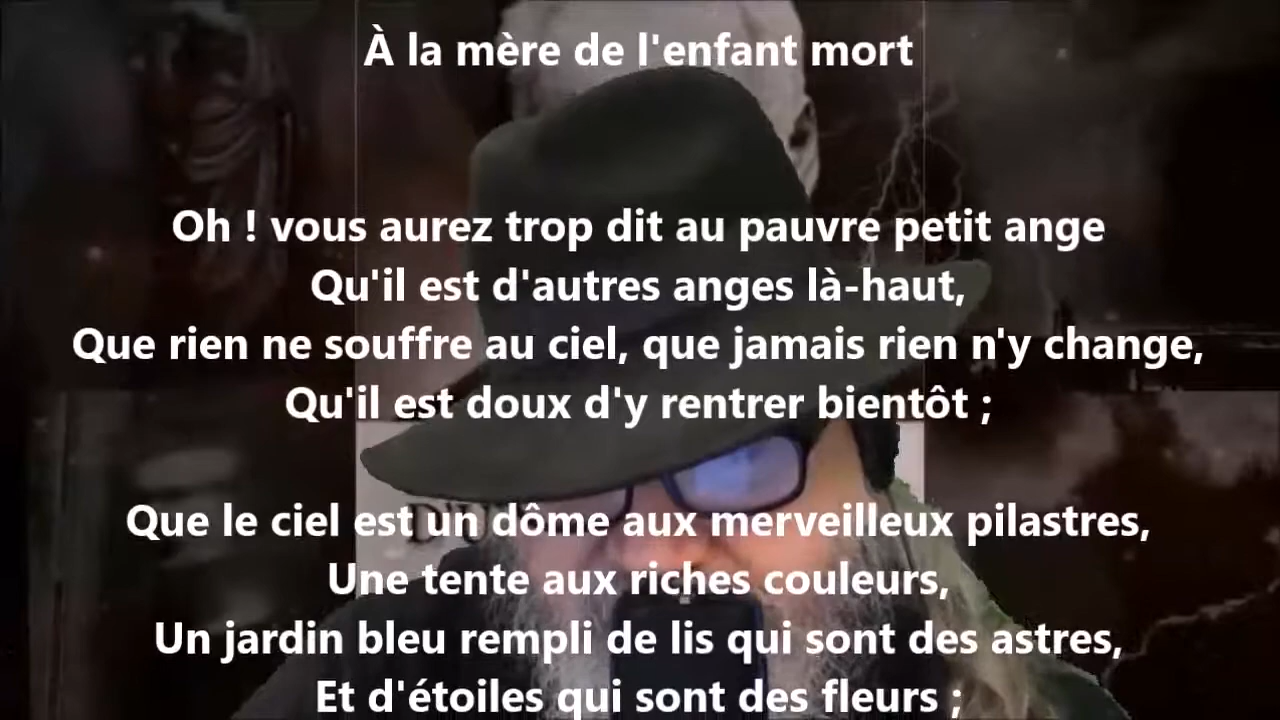 À la mère de l'enfant mort
Oh ! vous aurez trop dit au pauvre petit ange
Qu'il est d'autres anges là-haut,
Que rien ne souffre au ciel, que jamais rien n'y change,
Qu'il est doux d'y rentrer bientôt ;
Que le ciel est un dôme aux merveilleux pilastres,
Une tente aux riches couleurs,
Un jardin bleu rempli de lis qui sont des astres,
Et d'étoiles qui sont des fleurs ;